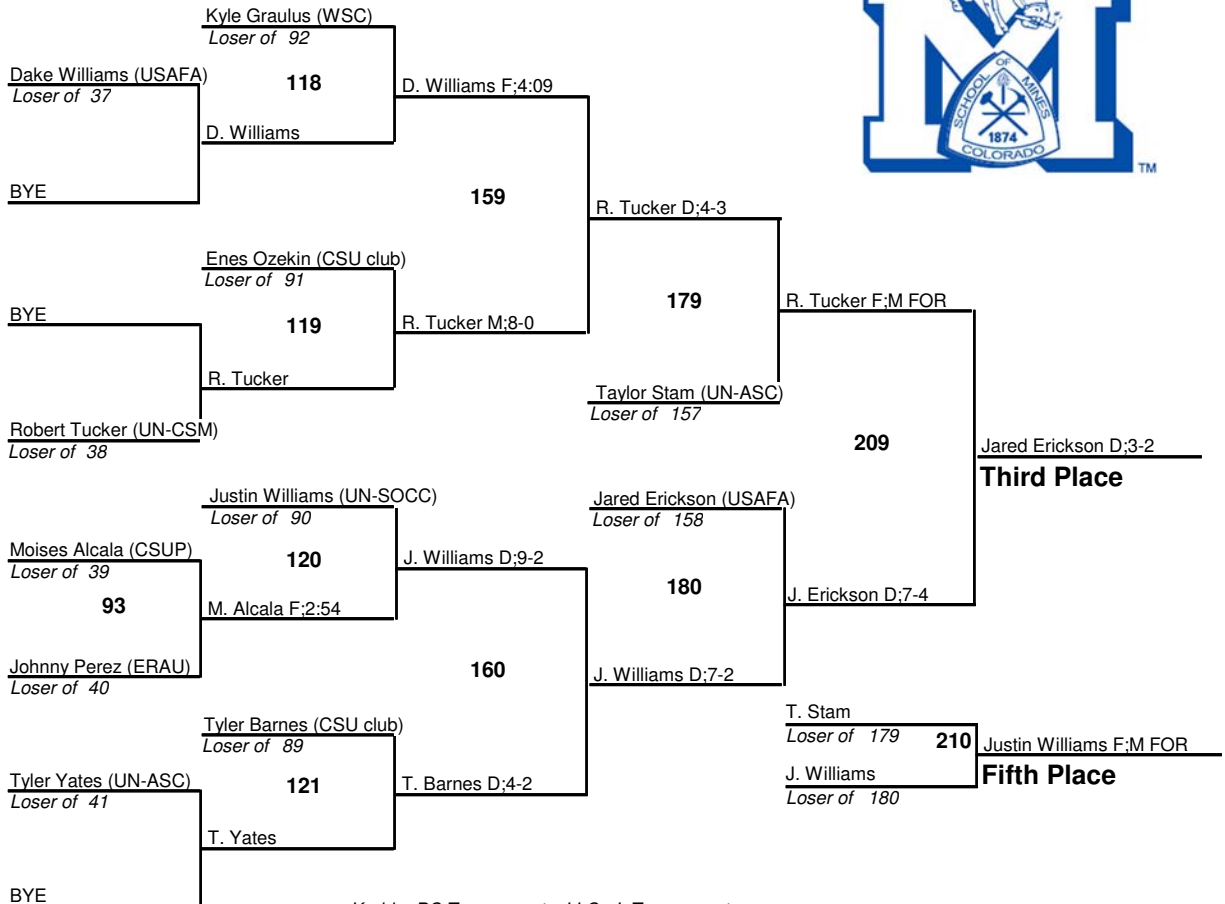 Kyle Graulus (WSC)
Loser of 92
Dake Williams (USAFA)
Loser of 37
118
D. Williams F;4:09
D. Williams
BYE
159
R. Tucker D;4-3
Enes Ozekin (CSU club)
Loser of 91
BYE
119
R. Tucker M;8-0
179
R. Tucker F;M FOR
R. Tucker
Taylor Stam (UN-ASC)
Loser of 157
Robert Tucker (UN-CSM)
Loser of 38
209
Jared Erickson D;3-2
Third Place
Justin Williams (UN-SOCC)
Loser of 90
Jared Erickson (USAFA)
Loser of 158
Moises Alcala (CSUP)
Loser of 39
120
J. Williams D;9-2
93
M. Alcala F;2:54
180
J. Erickson D;7-4
Johnny Perez (ERAU)
Loser of 40
160
J. Williams D;7-2
Tyler Barnes (CSU club)
Loser of 89
T. Stam
Loser of 179
210
Justin Williams F;M FOR
Fifth Place
J. Williams
Loser of 180
Tyler Yates (UN-ASC)
Loser of 41
121
T. Barnes D;4-2
T. Yates
BYE
SCHOOL OF MINES
1874
COLORADO
TM